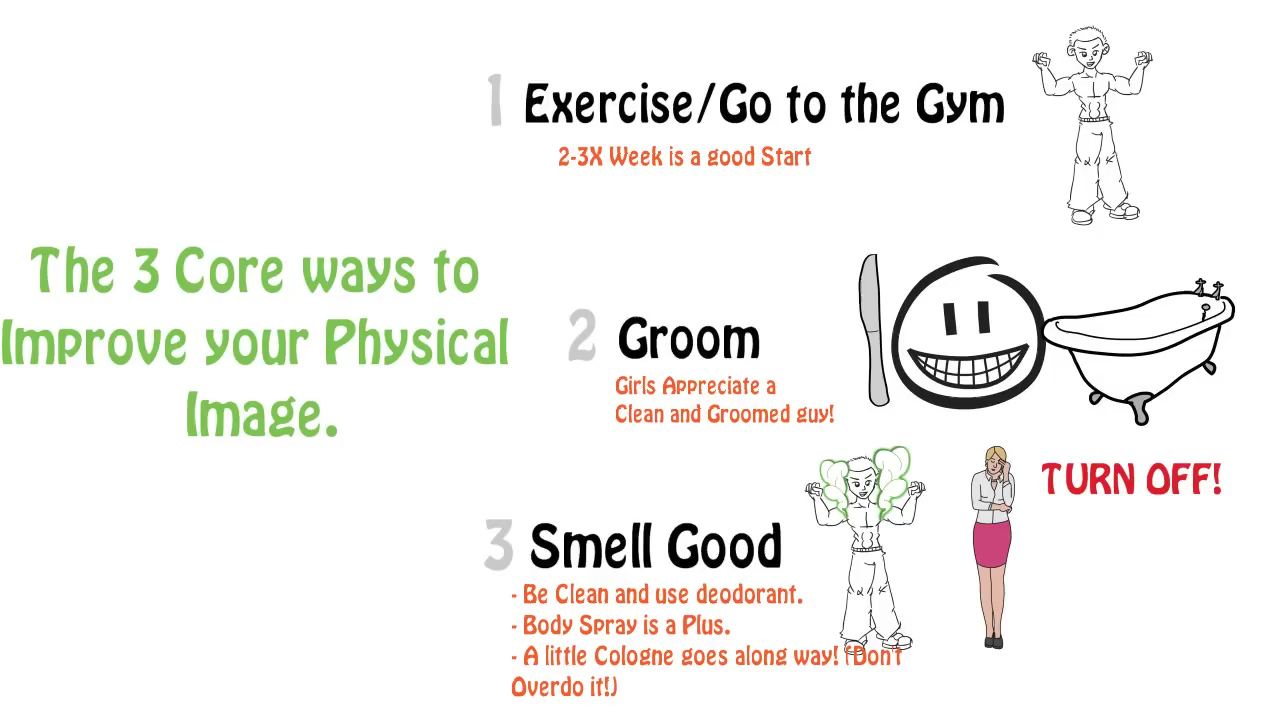 The 3 Core ways to
Improve your Physical
Image.
1 Exercise/Go to the Gym
2-3X Week is a good Start
2 Groom
Girls Appreciate a
Clean and Groomed guy!
TURN OFF!
3 Smell Good
- Be Clean and use deodorant.
- Body Spray is a Plus.
- A little Cologne goes along way! (Don't
Overdo it!)